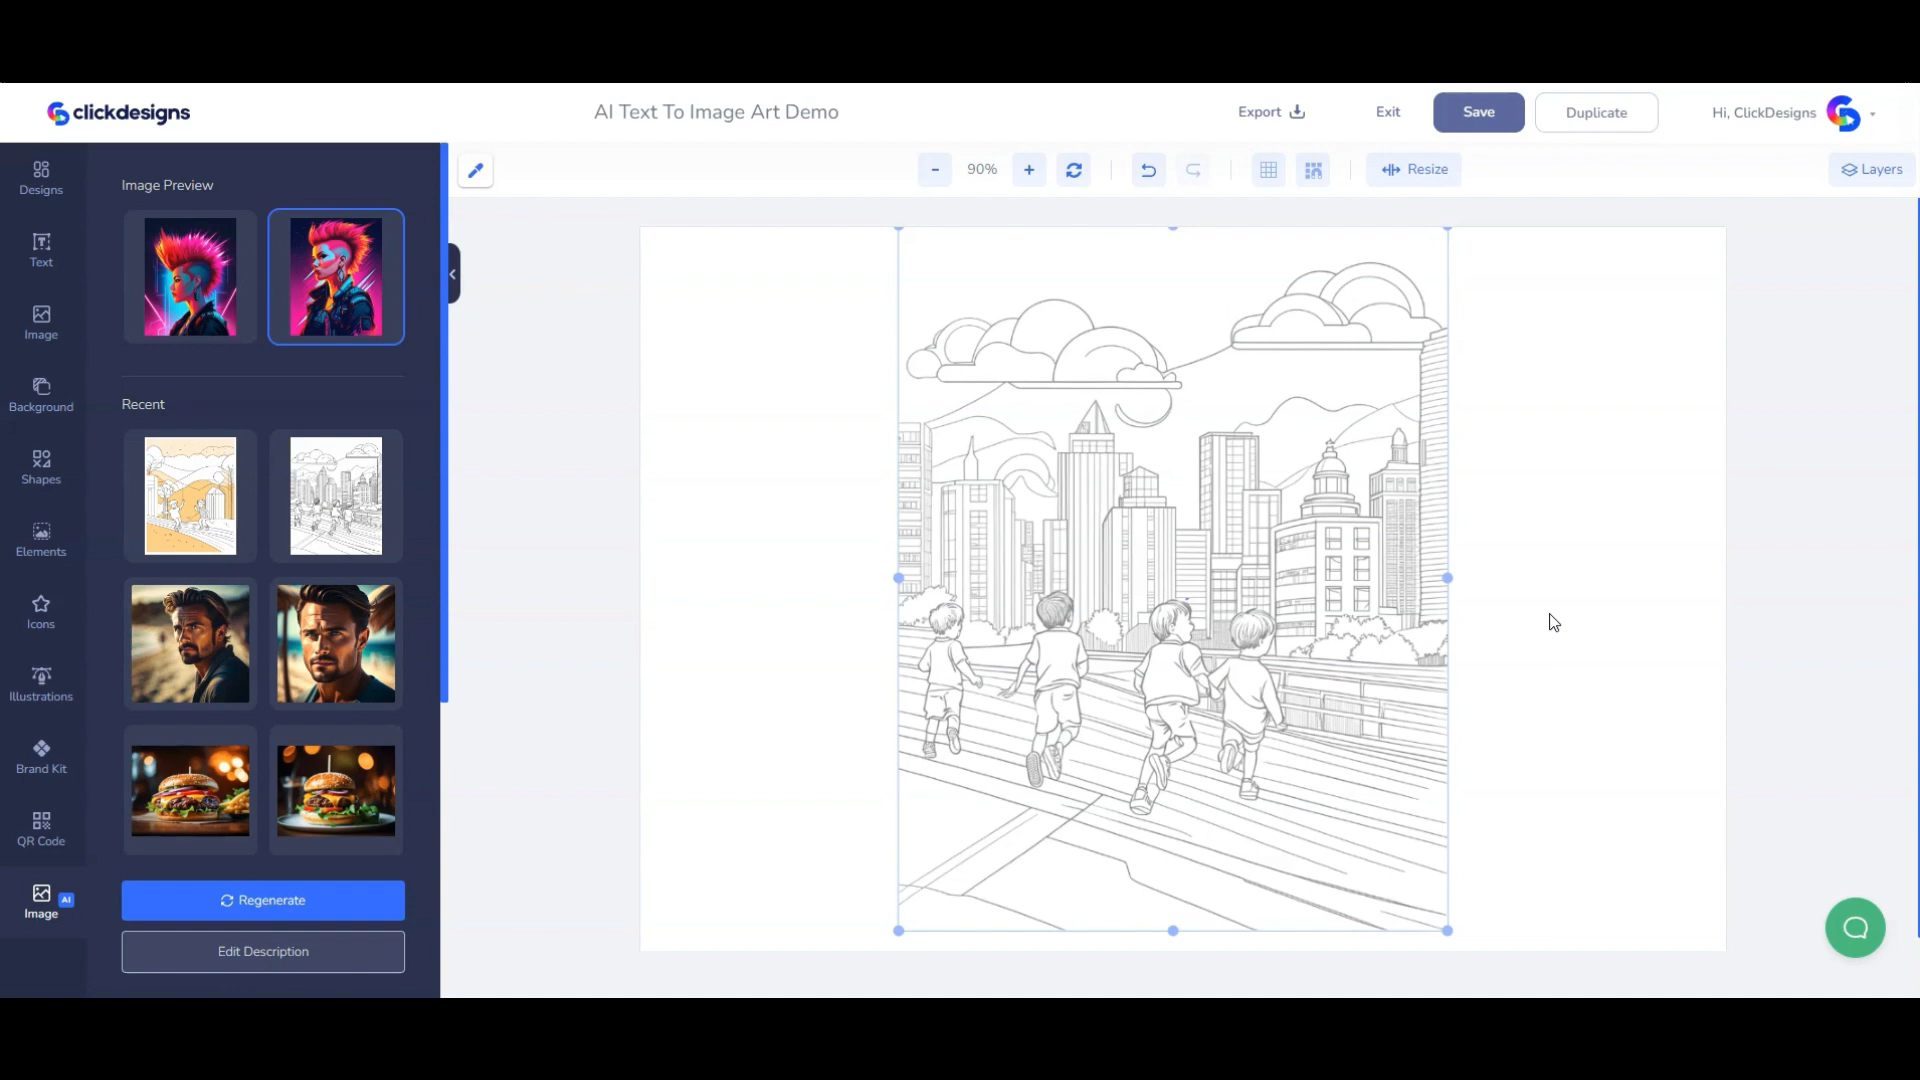 clickdesigns
AI Text To Image Art Demo
Export
Exit
Save
Duplicate
Hi, ClickDesigns
90%
Resize
Layers
Designs
Text
Image
Background
Shapes
Elements
Icons
Illustrations
Brand Kit
QR Code
Image AI
Image Preview
Recent
Regenerate
Edit Description